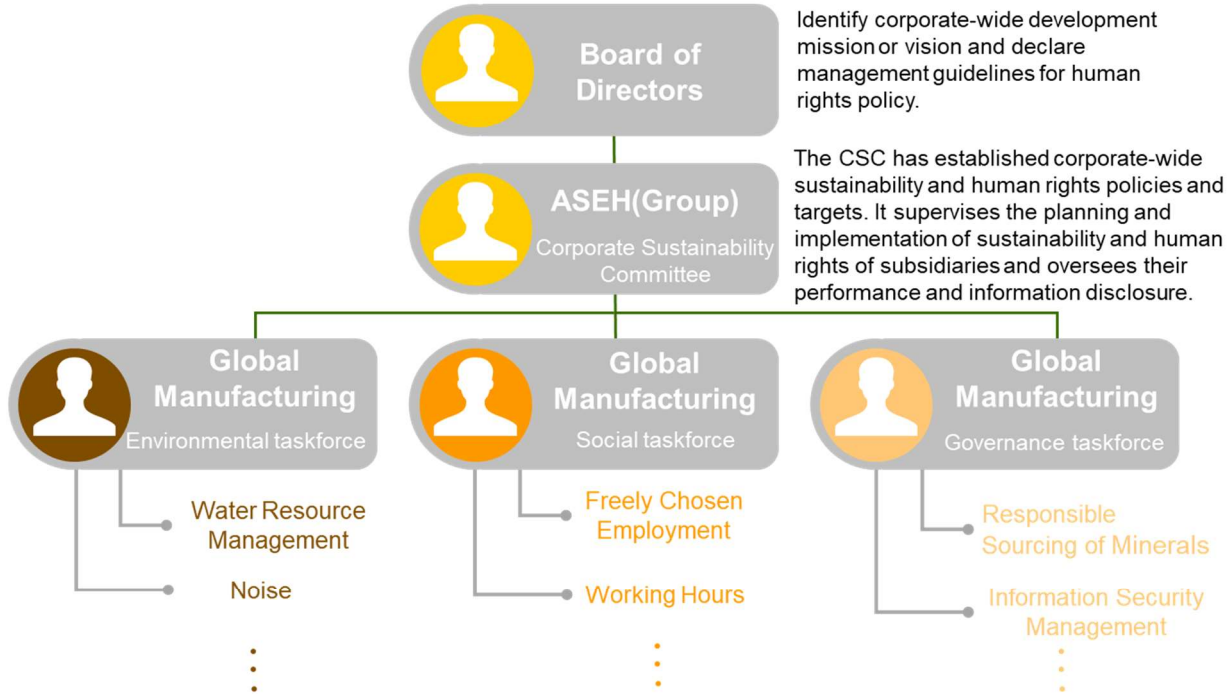 Board of
Directors
Identify corporate-wide development
mission or vision and declare
management guidelines for human
rights policy.
ASEH(Group)
Corporate Sustainability
Committee
The CSC has established corporate-wide
sustainability and human rights policies and
targets. It supervises the planning and
implementation of sustainability and human
rights of subsidiaries and oversees their
performance and information disclosure.
Global
Manufacturing
Environmental taskforce
Water Resource
Management
Noise
Global
Manufacturing
Social taskforce
Freely Chosen
Employment
Working Hours
Global
Manufacturing
Governance taskforce
Responsible
Sourcing of Minerals
Information Security
Management